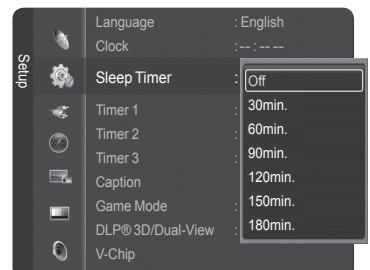 Setup
Language : English
Clock :-- : -- --
Sleep Timer :
Off
Timer 1 :
30min.
Timer 2 :
60min.
Timer 3 :
90min.
Caption
120min.
Game Mode :
150min.
DLP® 3D/Dual-View :
180min.
V-Chip